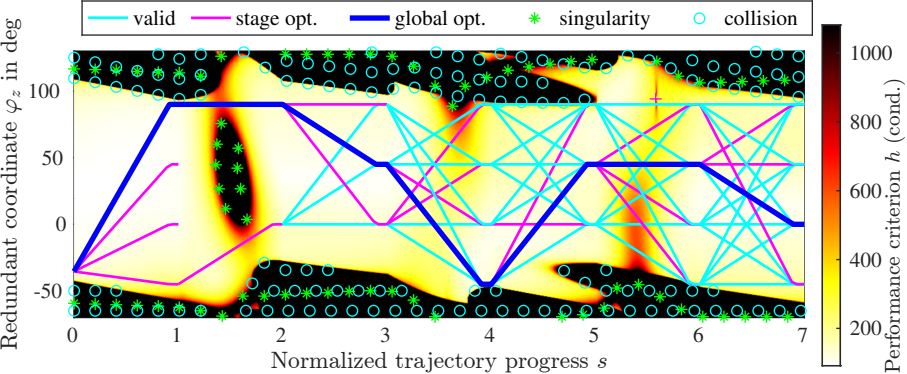 valid stage opt. global opt. singularity collision
Redundant coordinate φz in deg
100
50
0
-50
0 1 2 3 4 5 6 7
Normalized trajectory progress s
1000
800
600
400
200
Performance criterion h (cond.)